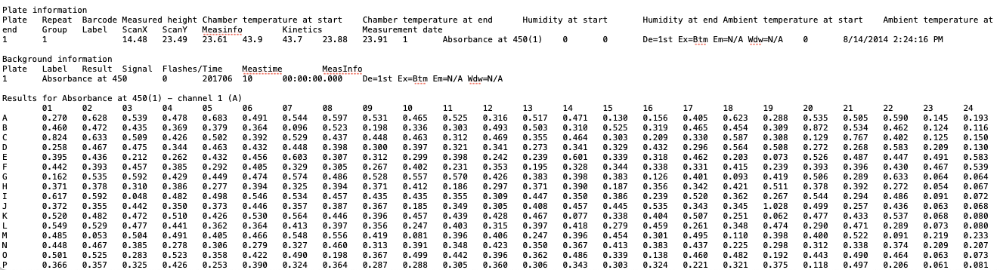 Plate information
Plate Repeat Barcode Measured height Chamber temperature at start Chamber temperature at end Humidity at start Humidity at end Ambient temperature at start Ambient temperature at
end Group Label ScanX ScanY Measinfo Kinetics Measurement date
1 1 14.48 23.49 23.61 43.9 43.7 23.88 23.91 1 Absorbance at 450(1) 0 0 De=1st Ex=Btm Em=N/A Wdw=N/A 0 8/14/2014 2:24:16 PM
Background information
Plate Label Result Signal Flashes/Time Meastime MeasInfo
1 Absorbance at 450 0 201706 10 00:00:00.000 De=1st Ex=Btm Em=N/A Wdw=N/A
Results for Absorbance at 450(1) – channel 1 (A)
01 02 03 04 05 06 07 08 09 10 11 12 13 14 15 16 17 18 19 20 21 22 23 24
A 0.270 0.628 0.539 0.478 0.683 0.491 0.544 0.597 0.531 0.465 0.525 0.316 0.517 0.471 0.130 0.156 0.405 0.623 0.288 0.535 0.505 0.590 0.145 0.193
B 0.460 0.472 0.435 0.369 0.379 0.364 0.096 0.523 0.198 0.336 0.303 0.493 0.503 0.310 0.525 0.319 0.465 0.454 0.309 0.872 0.534 0.462 0.124 0.116
C 0.824 0.633 0.509 0.426 0.502 0.392 0.529 0.437 0.448 0.463 0.312 0.469 0.355 0.464 0.303 0.209 0.330 0.587 0.308 0.129 0.767 0.402 0.125 0.150
D 0.258 0.467 0.475 0.344 0.463 0.432 0.448 0.398 0.300 0.397 0.321 0.341 0.273 0.341 0.329 0.432 0.296 0.564 0.508 0.272 0.268 0.583 0.209 0.130
E 0.395 0.436 0.212 0.262 0.432 0.456 0.603 0.307 0.312 0.299 0.398 0.242 0.239 0.601 0.339 0.318 0.462 0.203 0.073 0.526 0.487 0.447 0.491 0.583
F 0.442 0.393 0.457 0.385 0.292 0.405 0.329 0.305 0.267 0.402 0.231 0.253 0.195 0.328 0.344 0.338 0.331 0.415 0.239 0.393 0.396 0.430 0.467 0.539
G 0.162 0.535 0.592 0.429 0.449 0.474 0.574 0.486 0.528 0.557 0.570 0.426 0.383 0.398 0.383 0.126 0.401 0.093 0.419 0.506 0.289 0.633 0.064 0.064
H 0.371 0.378 0.310 0.386 0.277 0.394 0.325 0.394 0.371 0.412 0.186 0.297 0.371 0.390 0.187 0.356 0.342 0.421 0.511 0.378 0.392 0.272 0.054 0.067
I 0.617 0.592 0.048 0.482 0.498 0.546 0.534 0.457 0.435 0.435 0.355 0.309 0.447 0.350 0.386 0.239 0.520 0.362 0.267 0.544 0.294 0.486 0.091 0.072
J 0.372 0.355 0.442 0.350 0.373 0.446 0.357 0.387 0.367 0.185 0.349 0.305 0.408 0.457 0.445 0.535 0.343 0.345 1.028 0.499 0.257 0.436 0.063 0.068
K 0.520 0.482 0.472 0.510 0.426 0.530 0.564 0.446 0.396 0.457 0.439 0.428 0.467 0.077 0.338 0.404 0.507 0.251 0.062 0.477 0.433 0.537 0.068 0.080
L 0.549 0.529 0.477 0.441 0.362 0.364 0.413 0.397 0.356 0.247 0.403 0.315 0.397 0.418 0.279 0.459 0.261 0.348 0.474 0.290 0.471 0.289 0.073 0.080
M 0.485 0.053 0.504 0.491 0.405 0.466 0.548 0.556 0.419 0.081 0.396 0.406 0.247 0.396 0.454 0.301 0.495 0.110 0.398 0.400 0.522 0.091 0.219 0.233
N 0.448 0.467 0.385 0.278 0.306 0.279 0.327 0.460 0.313 0.391 0.348 0.423 0.350 0.367 0.413 0.383 0.437 0.225 0.298 0.312 0.338 0.374 0.209 0.207
O 0.501 0.525 0.283 0.523 0.358 0.422 0.490 0.198 0.367 0.499 0.442 0.396 0.362 0.486 0.339 0.138 0.460 0.482 0.192 0.143 0.490 0.464 0.063 0.073
P 0.366 0.357 0.325 0.426 0.253 0.390 0.324 0.364 0.287 0.288 0.305 0.360 0.306 0.343 0.303 0.324 0.221 0.321 0.375 0.118 0.497 0.206 0.061 0.081